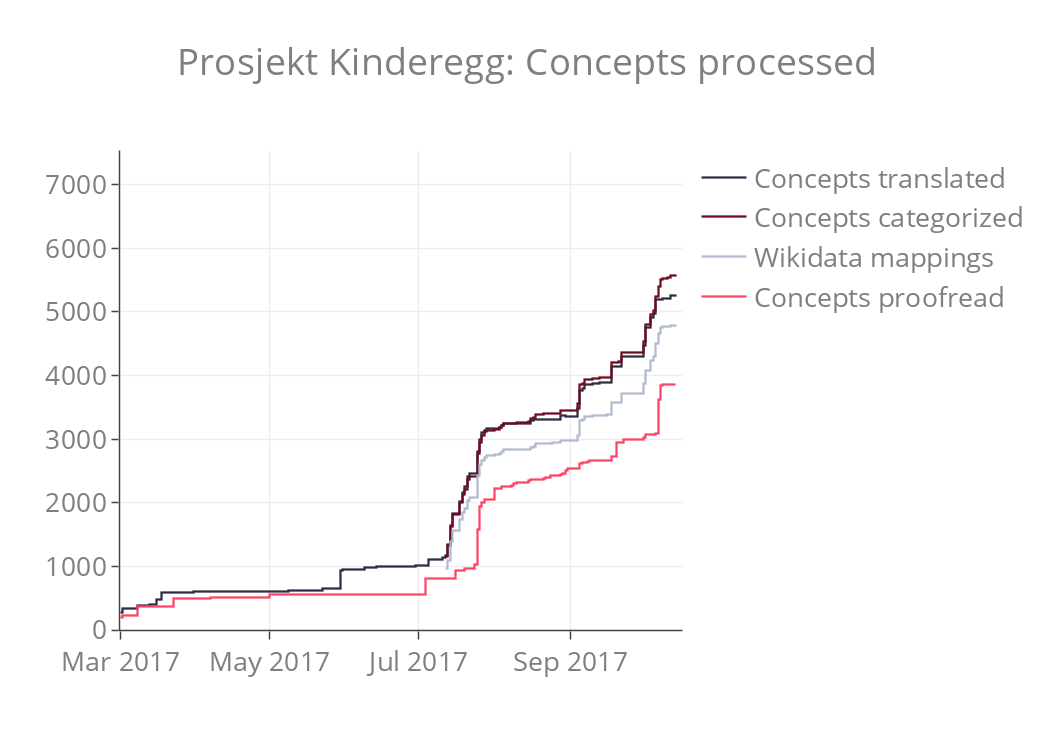 Prosjekt Kinderegg: Concepts processed
7000
6000
5000
4000
3000
2000
1000
0
Mar 2017 May 2017 Jul 2017 Sep 2017
Concepts translated
Concepts categorized
Wikidata mappings
Concepts proofread